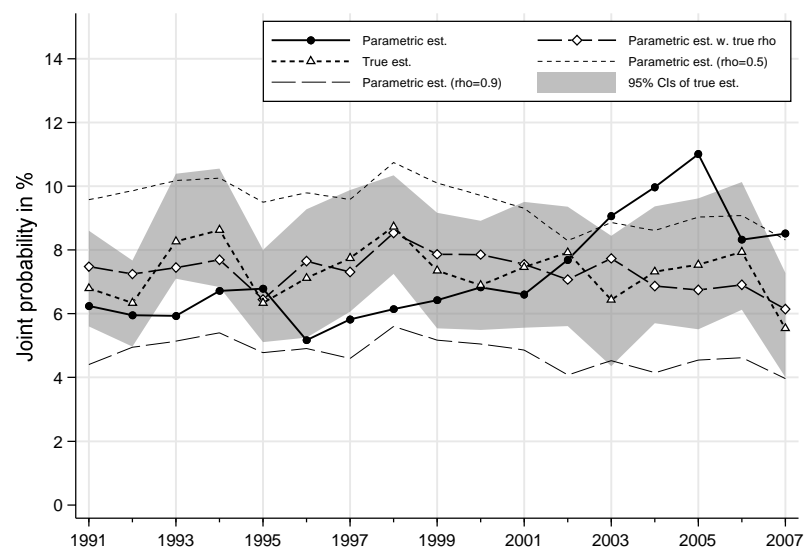 Parametric est.
Parametric est. w. true rho
True est.
Parametric est. (rho=0.5)
Parametric est. (rho=0.9)
95% CIs of true est.
Joint probability in %
14
12
10
8
6
4
2
0
1991 1993 1995 1997 1999 2001 2003 2005 2007